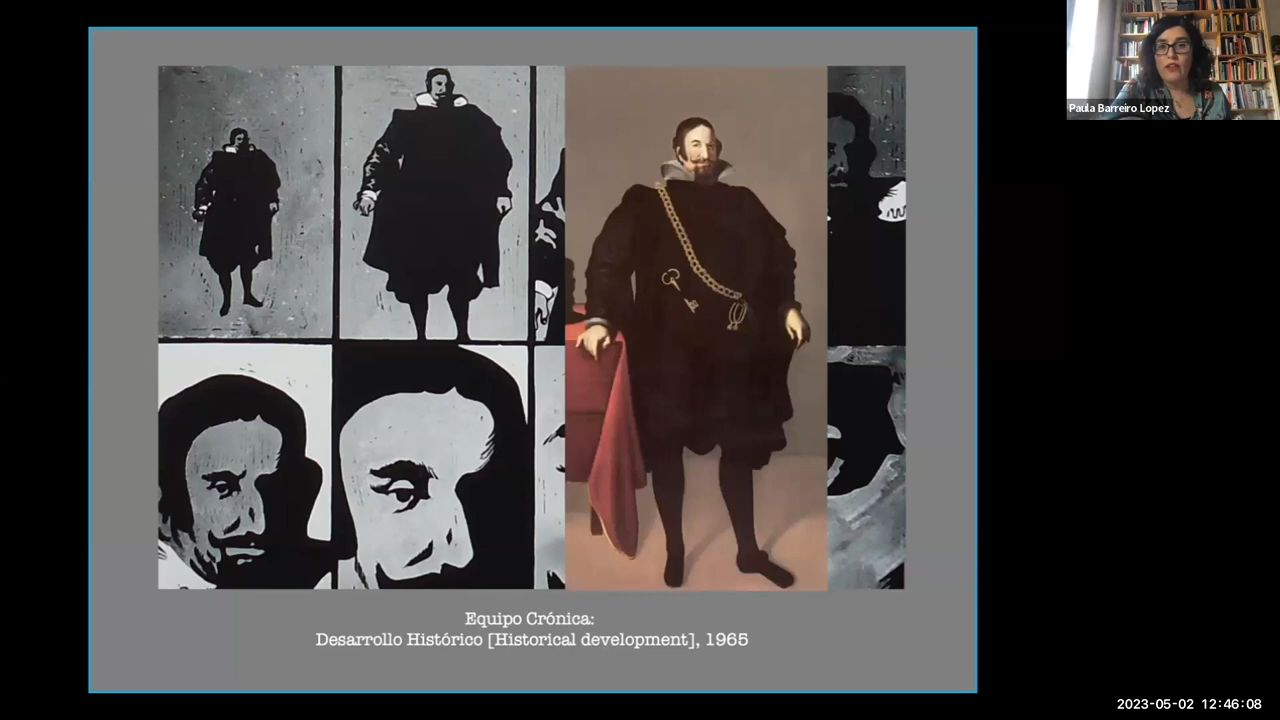 Paula Barreiro Lopez
Equipo Crónica:
Desarrollo Histórico [Historical development], 1965
2023-05-02 12:46:08